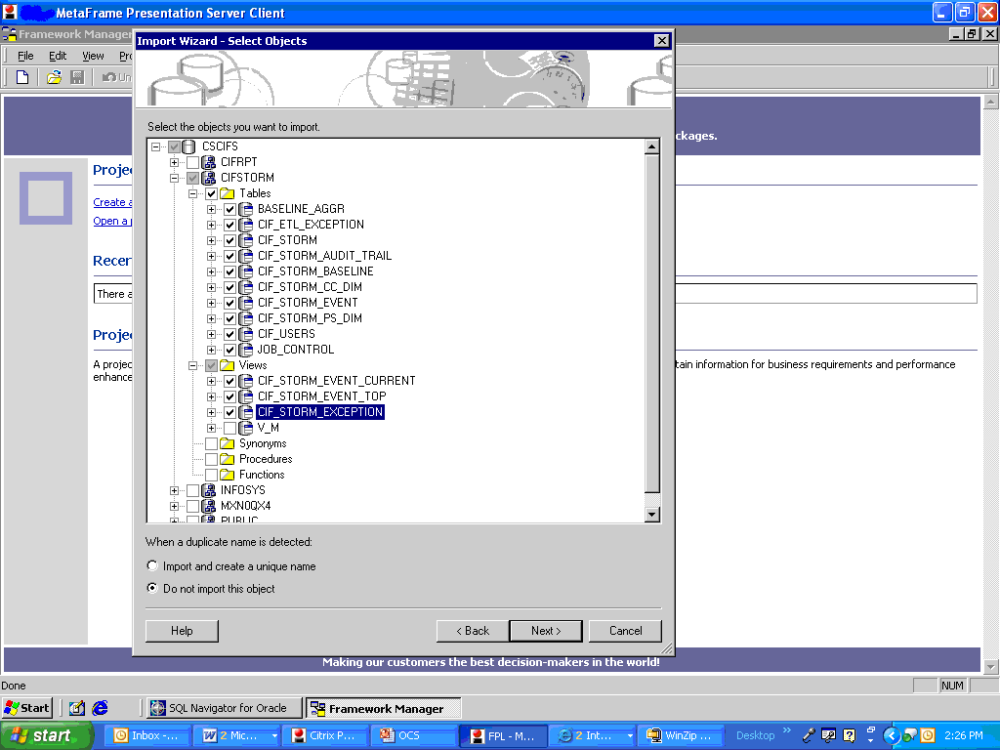 MetaFrame Presentation Server Client
Framework Manager
File Edit View
Un
Import Wizard - Select Objects
ckages.
Select the objects you want to import.
CSCIFS
CIFRPT
CIFSTORM
Tables
BASELINE_AGGR
CIF_ETL_EXCEPTION
CIF_STORM
CIF_STORM_AUDIT_TRAIL
CIF_STORM_BASELINE
CIF_STORM_CC_DIM
CIF_STORM_EVENT
CIF_STORM_PS_DIM
CIF_USERS
JOB_CONTROL
Views
CIF_STORM_EVENT_CURRENT
CIF_STORM_EVENT_TOP
CIF_STORM_EXCEPTION
V_M
Synonyms
Procedures
Functions
INFOSYS
MXN0QX4
PUBLIC
Projec
Create a
Open a
Recen
There a
Projec
A projec tain information for business requirements and performance
enhance
When a duplicate name is detected:
Import and create a unique name
Do not import this object
Help < Back Next > Cancel
Making our customers the best decision-makers in the world!
Done NUM
Start SQL Navigator for Oracle Framework Manager
start Inbox -... 2 Mic... Citrix P... OCS FPL - M... 2 Int... WinZip ... Desktop » 2:26 PM